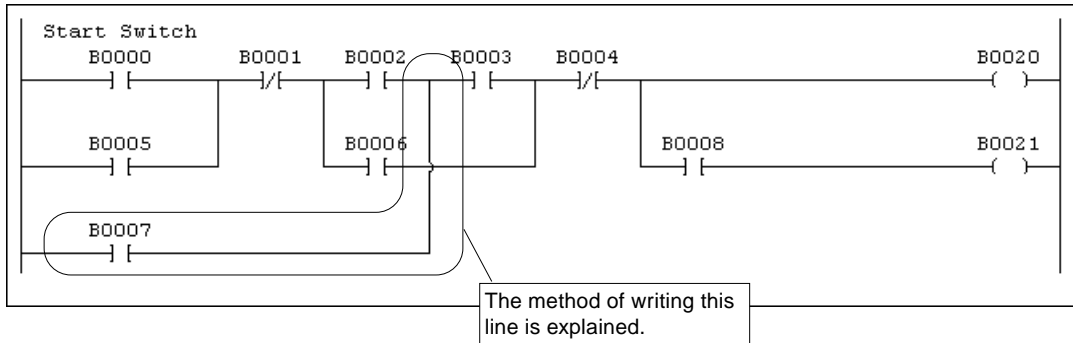 Start Switch
B0000 B0001 B0002 B0003 B0004 B0020
B0005 B0006 B0008 B0021
B0007
The method of writing this
line is explained.